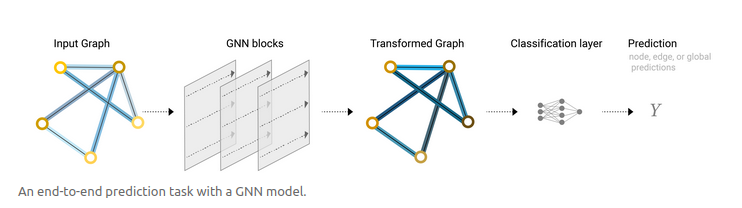 Input Graph
GNN blocks
Transformed Graph
Classification layer
Prediction
node, edge, or global
predictions
Y
An end-to-end prediction task with a GNN model.